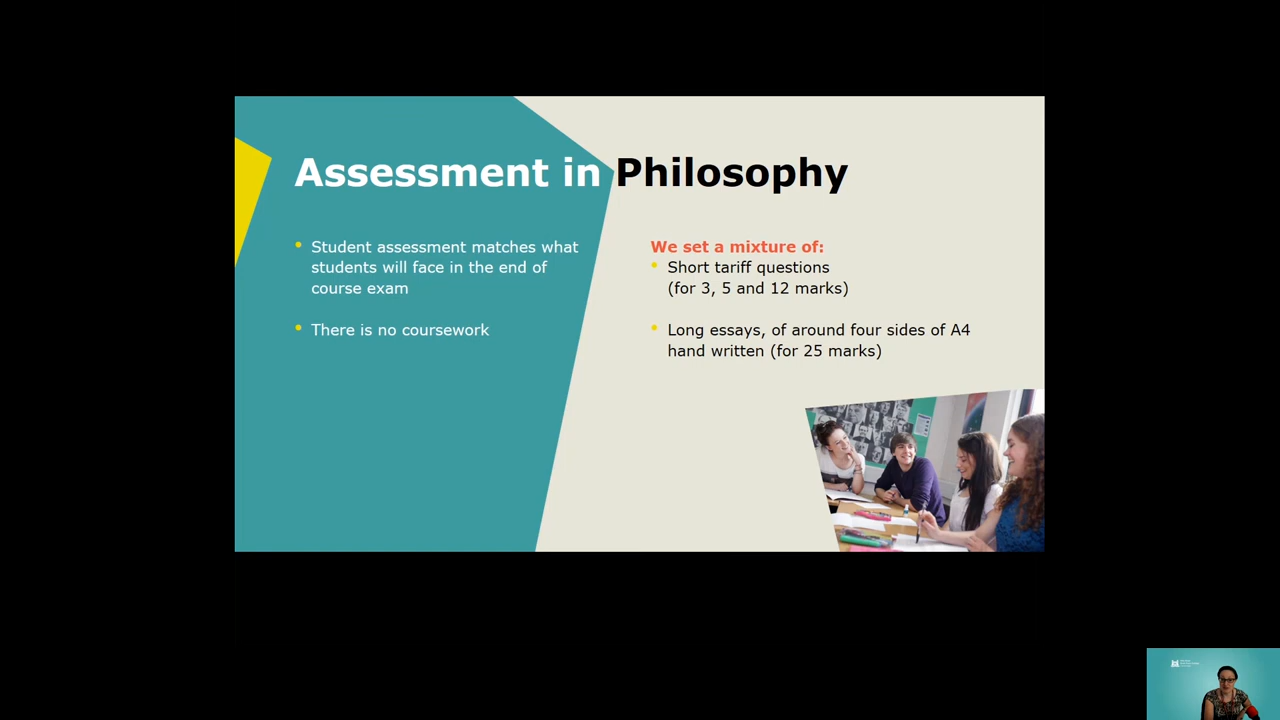 Assessment in Philosophy
Student assessment matches what
students will face in the end of
course exam
There is no coursework
We set a mixture of:
Short tariff questions
(for 3, 5 and 12 marks)
Long essays, of around four sides of A4
hand written (for 25 marks)